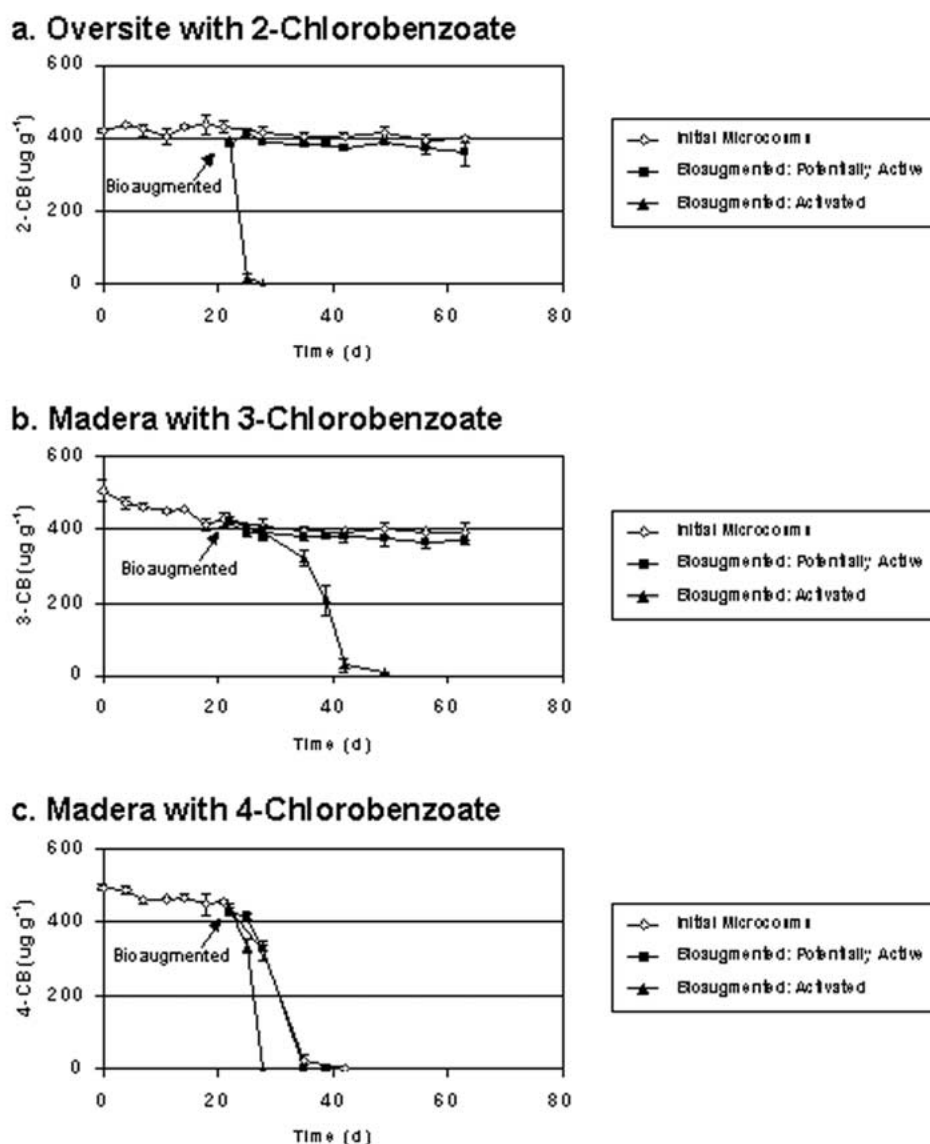 a. Oversite with 2-Chlorobenzoate
600
400
200
0
2-CB (ug g-1)
Bioaugmented
0 20 40 60 80
Time (d)
Initial Microcosms
Bioaugmented: Potentially Active
Bioaugmented: Activated
b. Madera with 3-Chlorobenzoate
600
400
200
0
3-CB (ug g-1)
Bioaugmented
0 20 40 60 80
Time (d)
Initial Microcosms
Bioaugmented: Potentially Active
Bioaugmented: Activated
c. Madera with 4-Chlorobenzoate
600
400
200
0
4-CB (ug g-1)
Bioaugmented
0 20 40 60 80
Time (d)
Initial Microcosms
Bioaugmented: Potentially Active
Bioaugmented: Activated